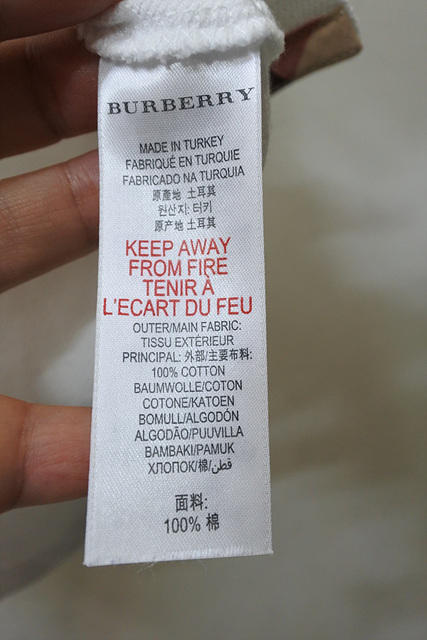 BURBERRY
MADE IN TURKEY
FABRIQUÉ EN TURQUIE
FABRICADO NA TURQUIA
原產地 土耳其
원산지: 터키
原产地 土耳其
KEEP AWAY
FROM FIRE
TENIR À
L'ECART DU FEU
OUTER/MAIN FABRIC:
TISSU EXTÉRIEUR
PRINCIPAL: 外部/主要布料:
100% COTTON
BAUMWOLLE/COTON
COTONE/KATOEN
BOMULL/ALGODÓN
ALGODÃO/PUUVILLA
BAMBAKI/PAMUK
ХЛОПОК/棉/قطن
面料:
100% 棉